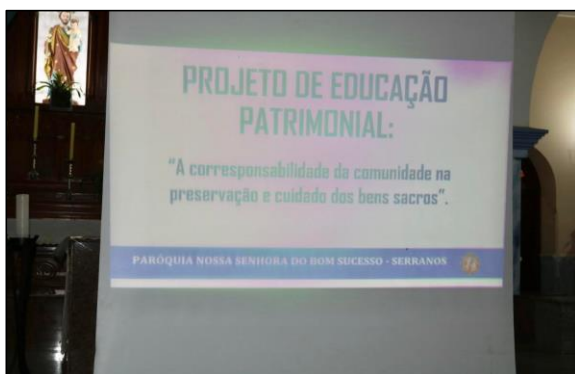 PROJETO DE EDUCAÇÃO
PATRIMONIAL:
“A corresponsabilidade da comunidade na
preservação e cuidado dos bens sacros”.
PARÓQUIA NOSSA SENHORA DO BOM SUCESSO - SERRANOS